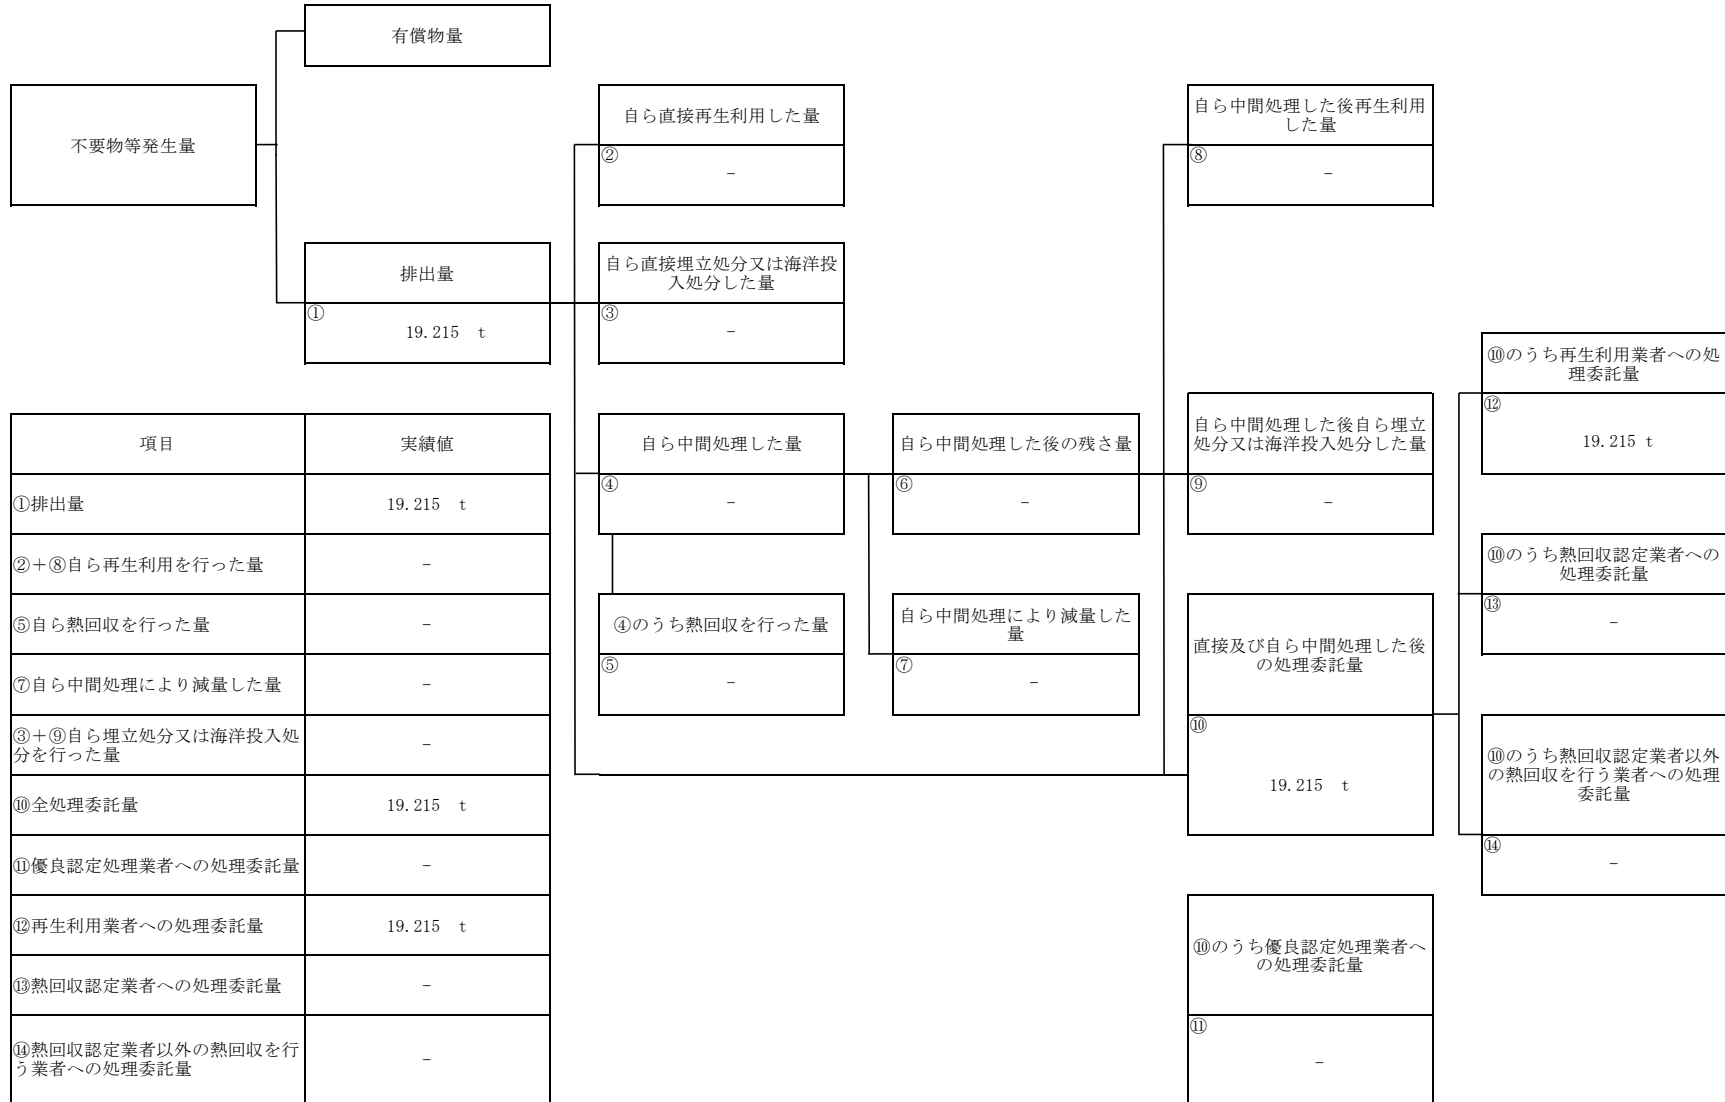 有償物量
不要物等発生量
自ら直接再生利用した量
②
－
自ら中間処理した後再生利用
した量
⑧
－
排出量
①
19.215 t
自ら直接埋立処分又は海洋投
入処分した量
③
－
⑩のうち再生利用業者への処
理委託量
⑫
19.215 t
項目
実績値
①排出量
19.215 t
②＋⑧自ら再生利用を行った量
－
⑤自ら熱回収を行った量
－
⑦自ら中間処理により減量した量
－
③＋⑨自ら埋立処分又は海洋投入処
分を行った量
－
⑩全処理委託量
19.215 t
⑪優良認定処理業者への処理委託量
－
⑫再生利用業者への処理委託量
19.215 t
⑬熱回収認定業者への処理委託量
－
⑭熱回収認定業者以外の熱回収を行
う業者への処理委託量
－
自ら中間処理した量
④
－
自ら中間処理した後の残さ量
⑥
－
自ら中間処理した後自ら埋立
処分又は海洋投入処分した量
⑨
－
④のうち熱回収を行った量
⑤
－
自ら中間処理により減量した
量
⑦
－
直接及び自ら中間処理した後
の処理委託量
⑩
19.215 t
⑩のうち熱回収認定業者への
処理委託量
⑬
－
⑩のうち熱回収認定業者以外
の熱回収を行う業者への処理
委託量
⑭
－
⑩のうち優良認定処理業者へ
の処理委託量
⑪
－